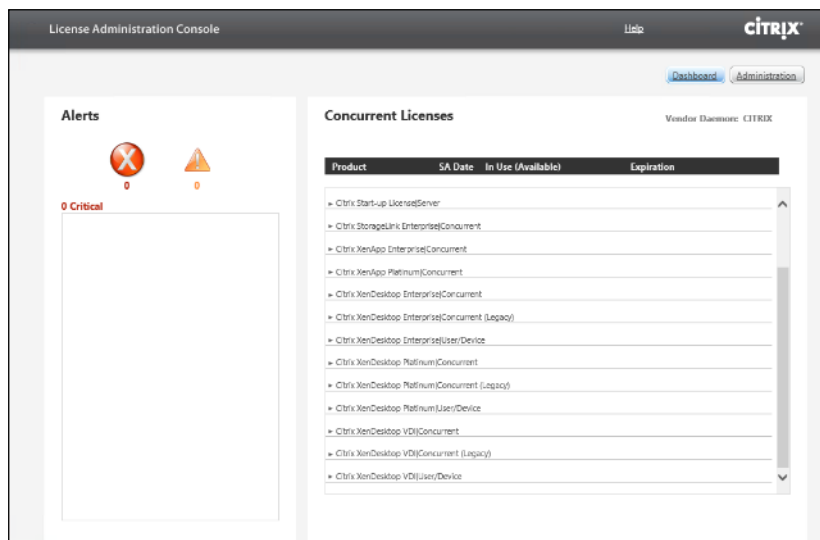 License Administration Console
Help
CİTRIX
Dashboard
Administration
Alerts
0
0
0 Critical
Concurrent Licenses
Vendor Daemon: CITRIX
Product SA Date In Use (Available) Expiration
Citrix Start-up License|Server
Citrix StorageLink Enterprise|Concurrent
Citrix XenApp Enterprise|Concurrent
Citrix XenApp Platinum|Concurrent
Citrix XenDesktop Enterprise|Concurrent
Citrix XenDesktop Enterprise|Concurrent (Legacy)
Citrix XenDesktop Enterprise|User/Device
Citrix XenDesktop Platinum|Concurrent
Citrix XenDesktop Platinum|Concurrent (Legacy)
Citrix XenDesktop Platinum|User/Device
Citrix XenDesktop VDI|Concurrent
Citrix XenDesktop VDI|Concurrent (Legacy)
Citrix XenDesktop VDI|User/Device